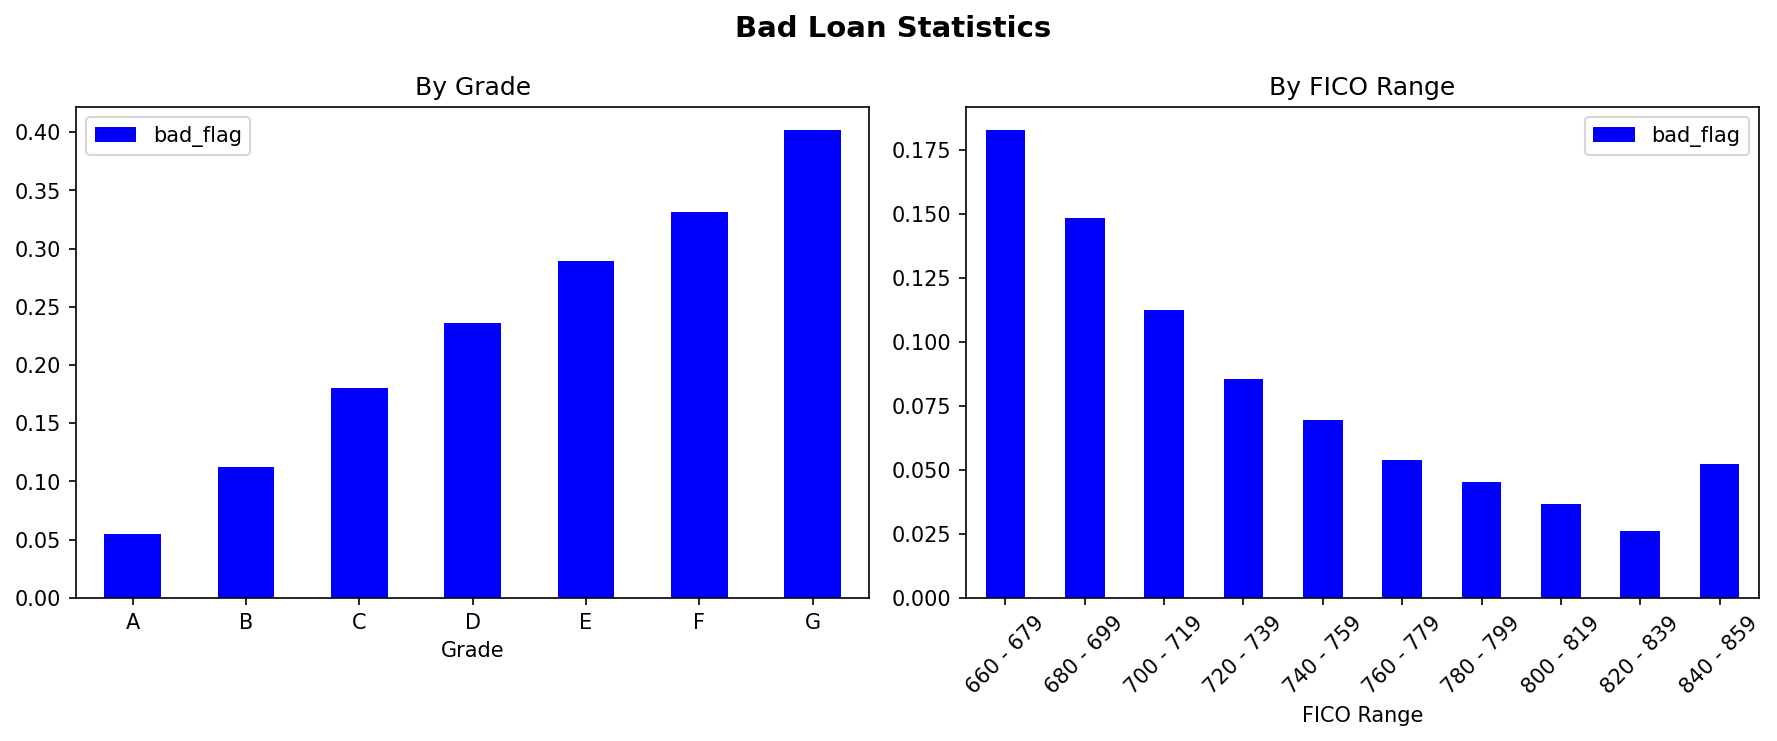 Bad Loan Statistics
By Grade
bad_flag
0.40
0.35
0.30
0.25
0.20
0.15
0.10
0.05
0.00
A B C D E F G
Grade
By FICO Range
bad_flag
0.175
0.150
0.125
0.100
0.075
0.050
0.025
0.000
660 - 679
680 - 699
700 - 719
720 - 739
740 - 759
760 - 779
780 - 799
800 - 819
820 - 839
840 - 859
FICO Range